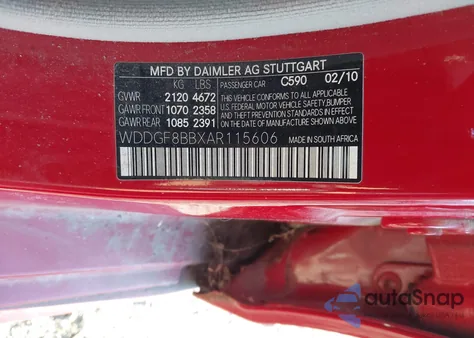 MFD BY DAIMLER AG STUTTGART
KG LBS PASSENGER CAR C590 02/10
GVWR 2120 4672 THIS VEHICLE CONFORMS TO ALL APPLICABLE
GAWR FRONT 1070 2358 U.S. FEDERAL MOTOR VEHICLE SAFETY, BUMPER,
GAWR REAR 1085 2391 AND THEFT PREVENTION STANDARDS IN EFFECT ON THE DATE OF MANUFACTURE SHOWN ABOVE.
WDDGF8BBXAR115606 MADE IN SOUTH AFRICA
autoSnap